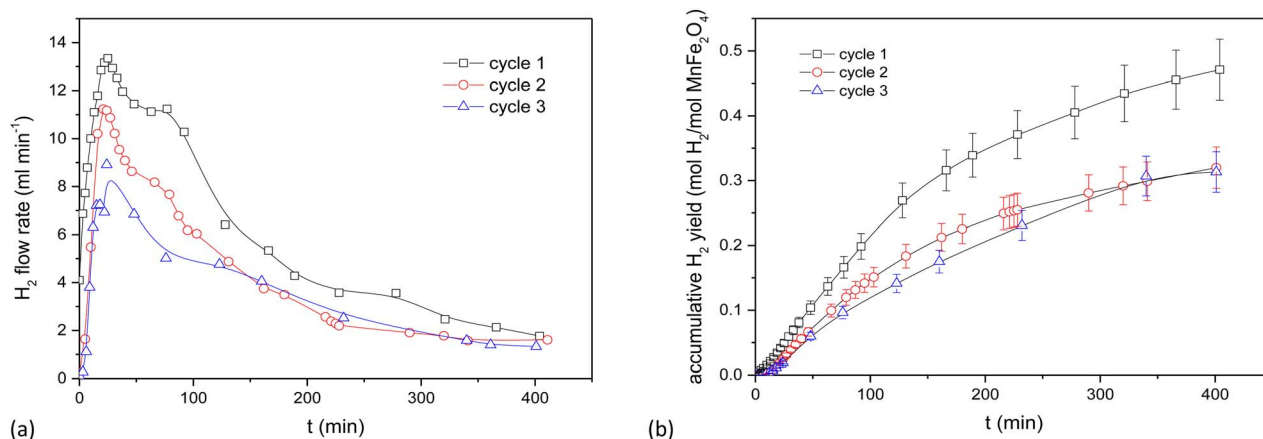 H₂ flow rate (ml min⁻¹)
14
12
10
8
6
4
2
0
0 100 200 300 400
t (min)
cycle 1
cycle 2
cycle 3
(a)
accumulative H₂ yield (mol H₂/mol MnFe₂O₄)
0.5
0.4
0.3
0.2
0.1
0.0
0 100 200 300 400
t (min)
cycle 1
cycle 2
cycle 3
(b)